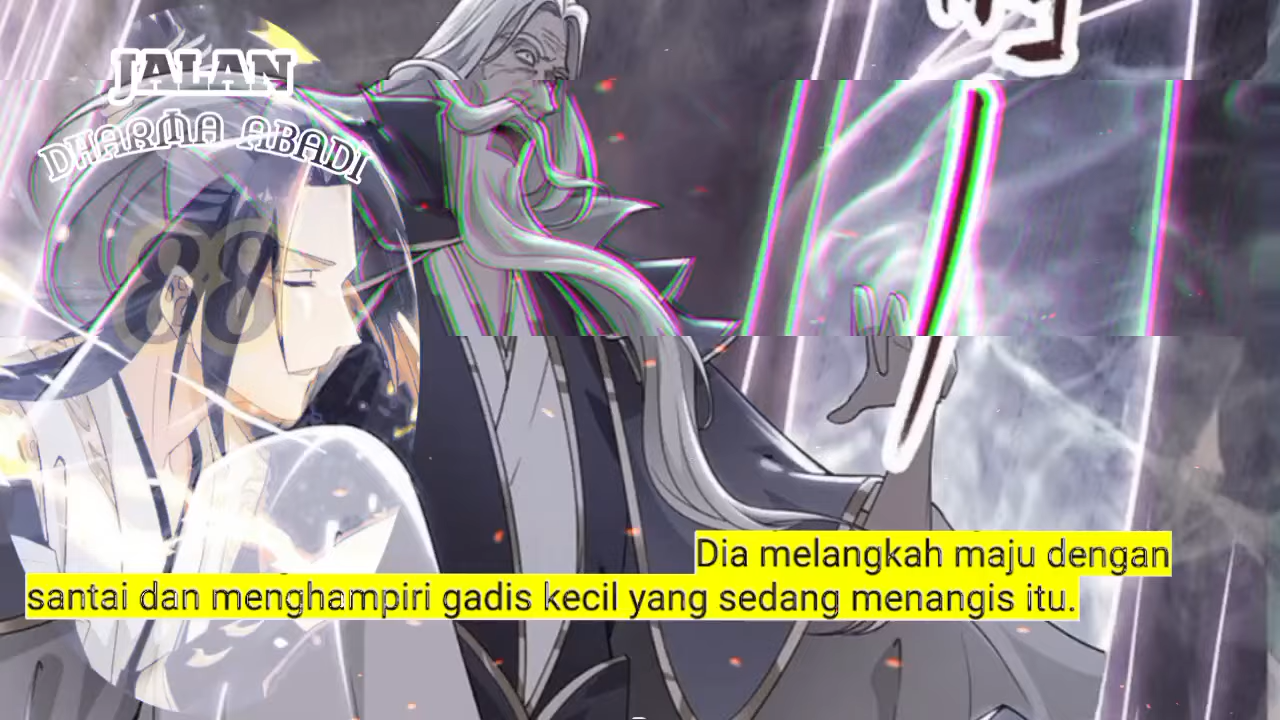 JALAN
DHARMA ABADI
88
Dia melangkah maju dengan
santai dan menghampiri gadis kecil yang sedang menangis itu.